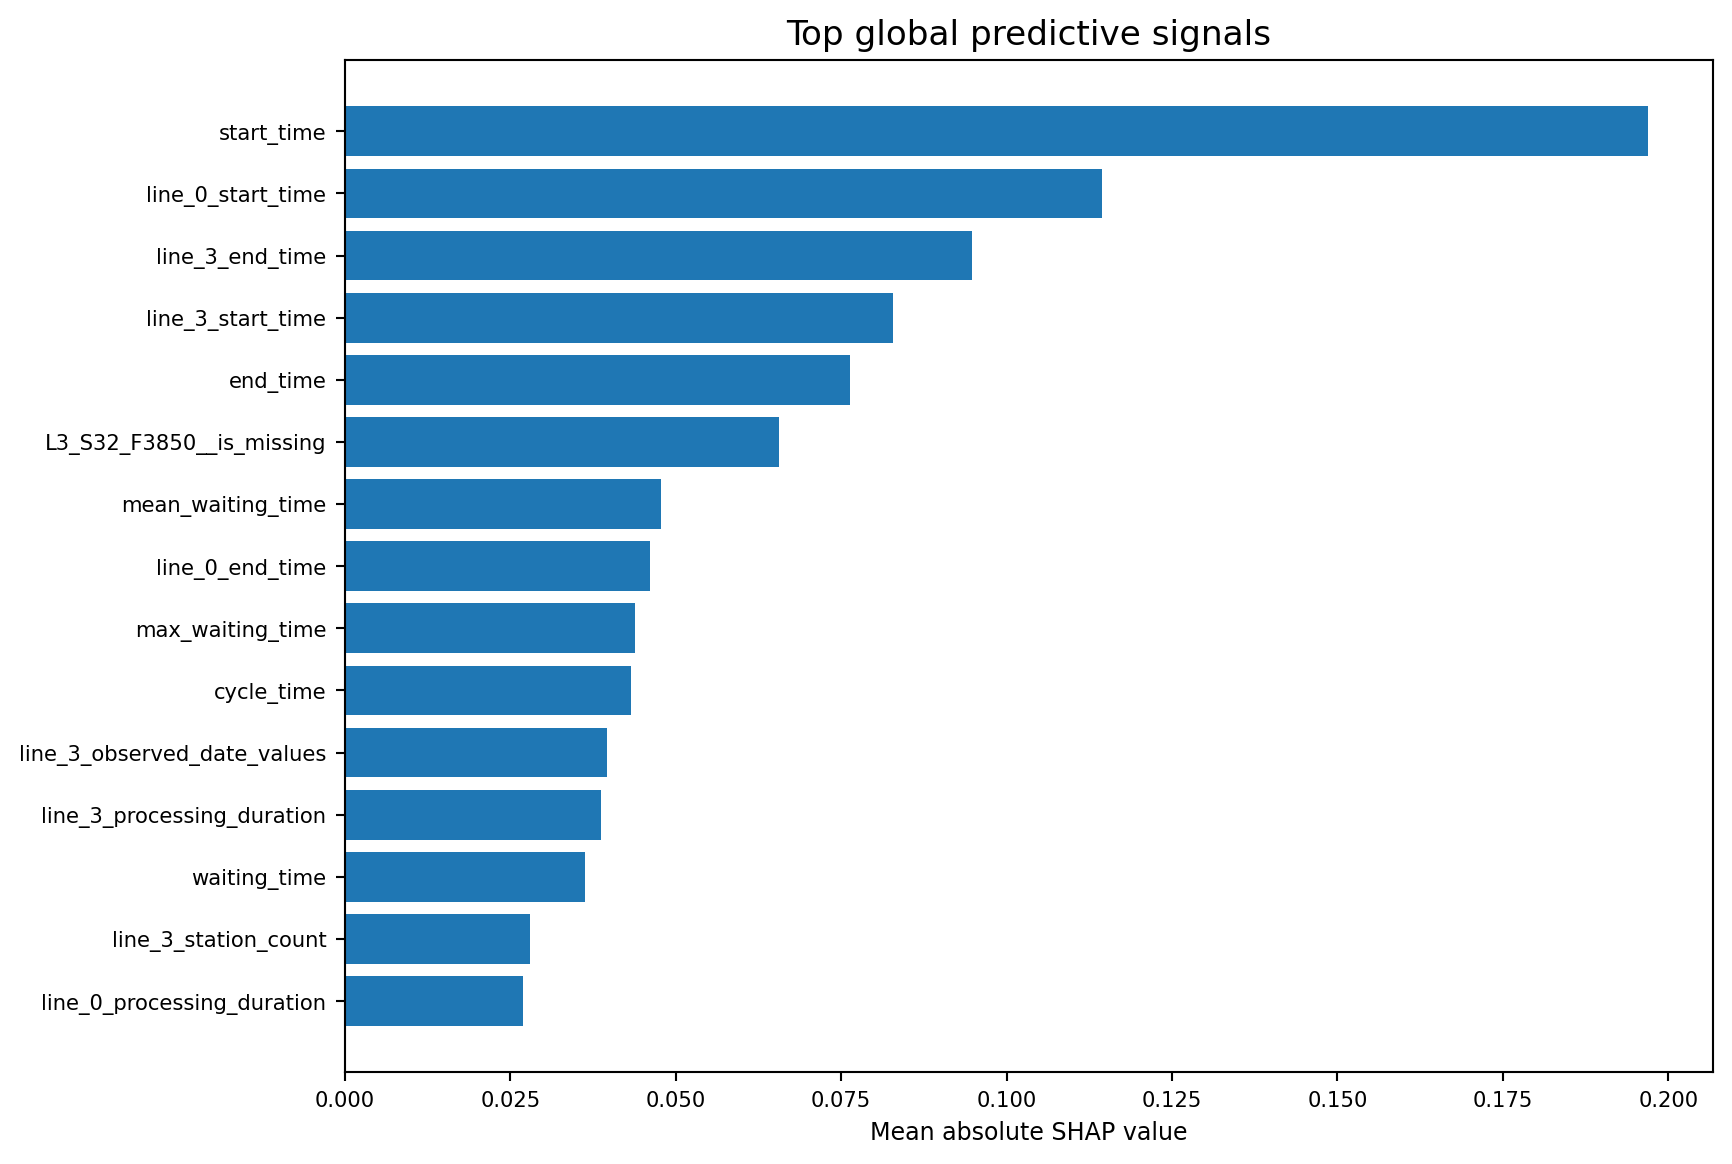 Top global predictive signals
start_time
line_0_start_time
line_3_end_time
line_3_start_time
end_time
L3_S32_F3850__is_missing
mean_waiting_time
line_0_end_time
max_waiting_time
cycle_time
line_3_observed_date_values
line_3_processing_duration
waiting_time
line_3_station_count
line_0_processing_duration
0.000 0.025 0.050 0.075 0.100 0.125 0.150 0.175 0.200
Mean absolute SHAP value